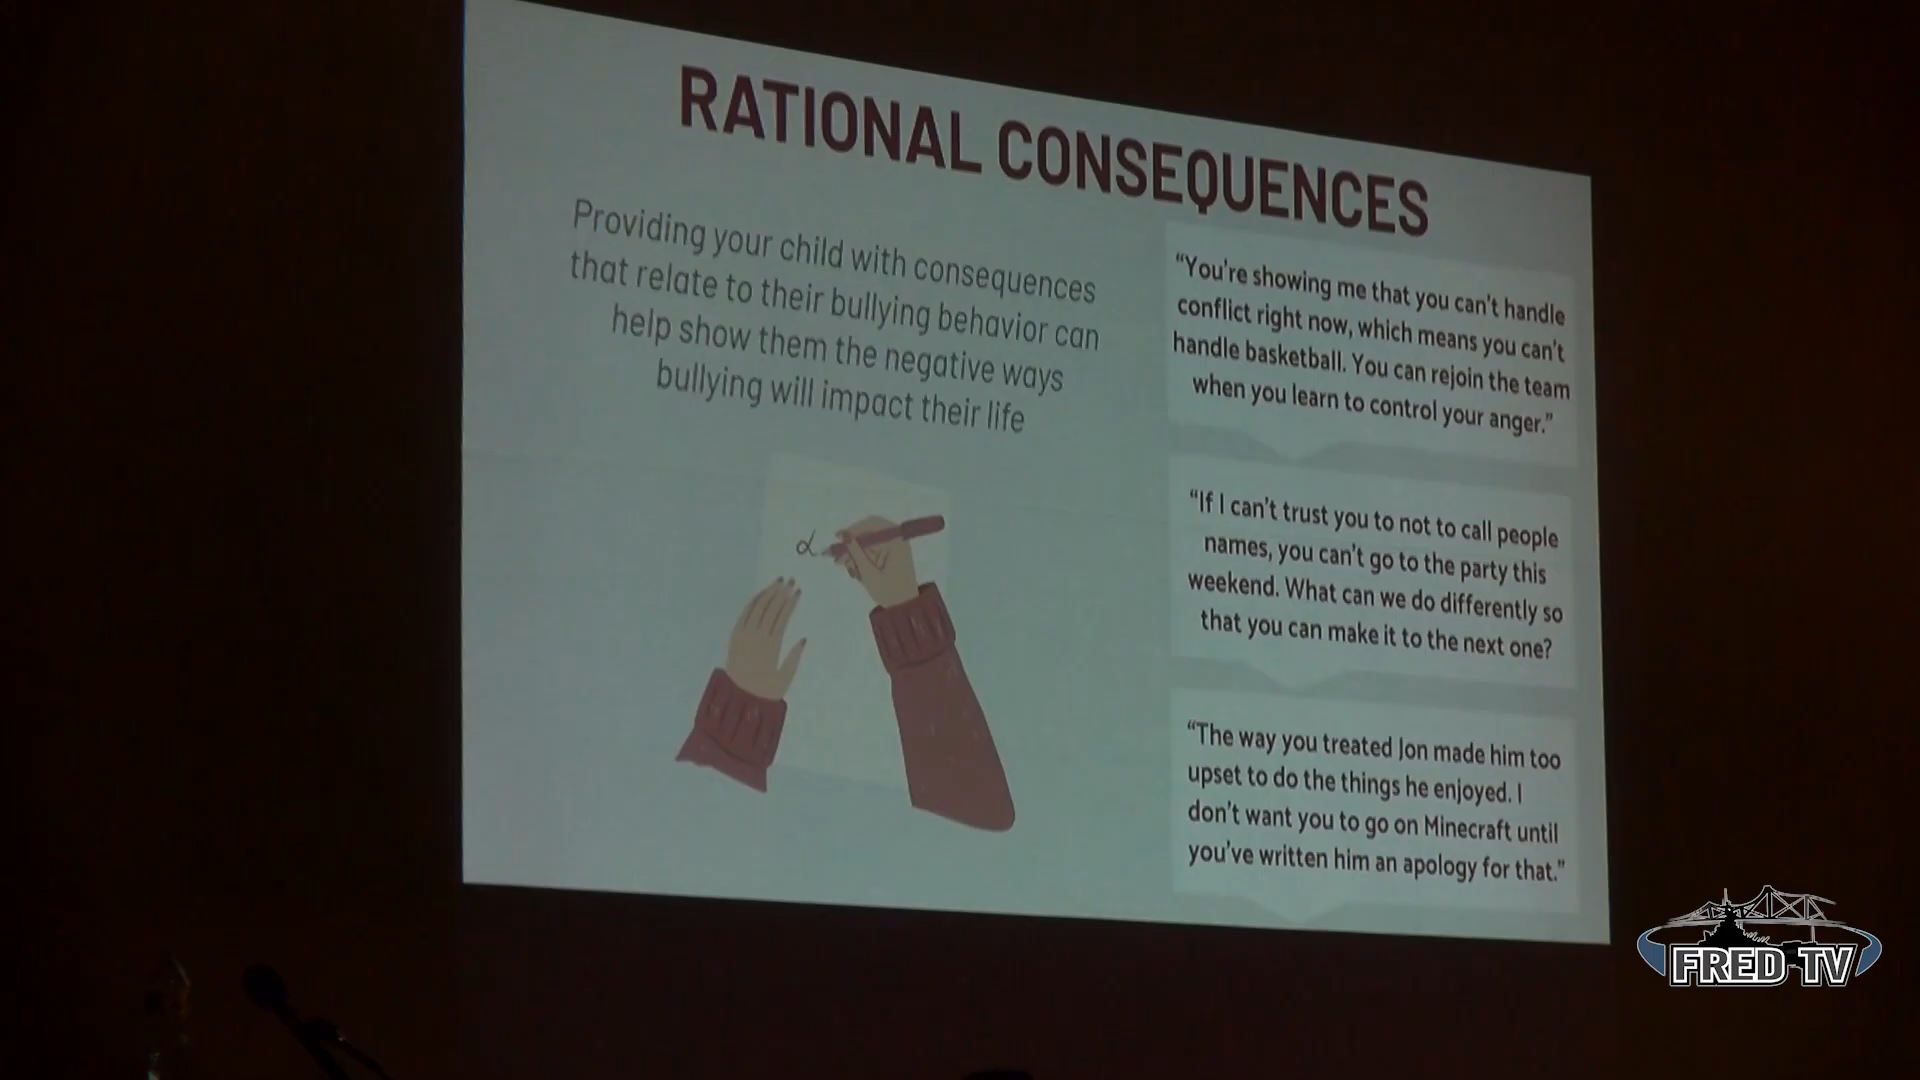 RATIONAL CONSEQUENCES
Providing your child with consequences
that relate to their bullying behavior can
help show them the negative ways
bullying will impact their life
“You're showing me that you can't handle
conflict right now, which means you can't
handle basketball. You can rejoin the team
when you learn to control your anger.”
“If I can't trust you to not to call people
names, you can't go to the party this
weekend. What can we do differently so
that you can make it to the next one?
“The way you treated Jon made him too
upset to do the things he enjoyed. I
don't want you to go on Minecraft until
you've written him an apology for that.”
FRED TV